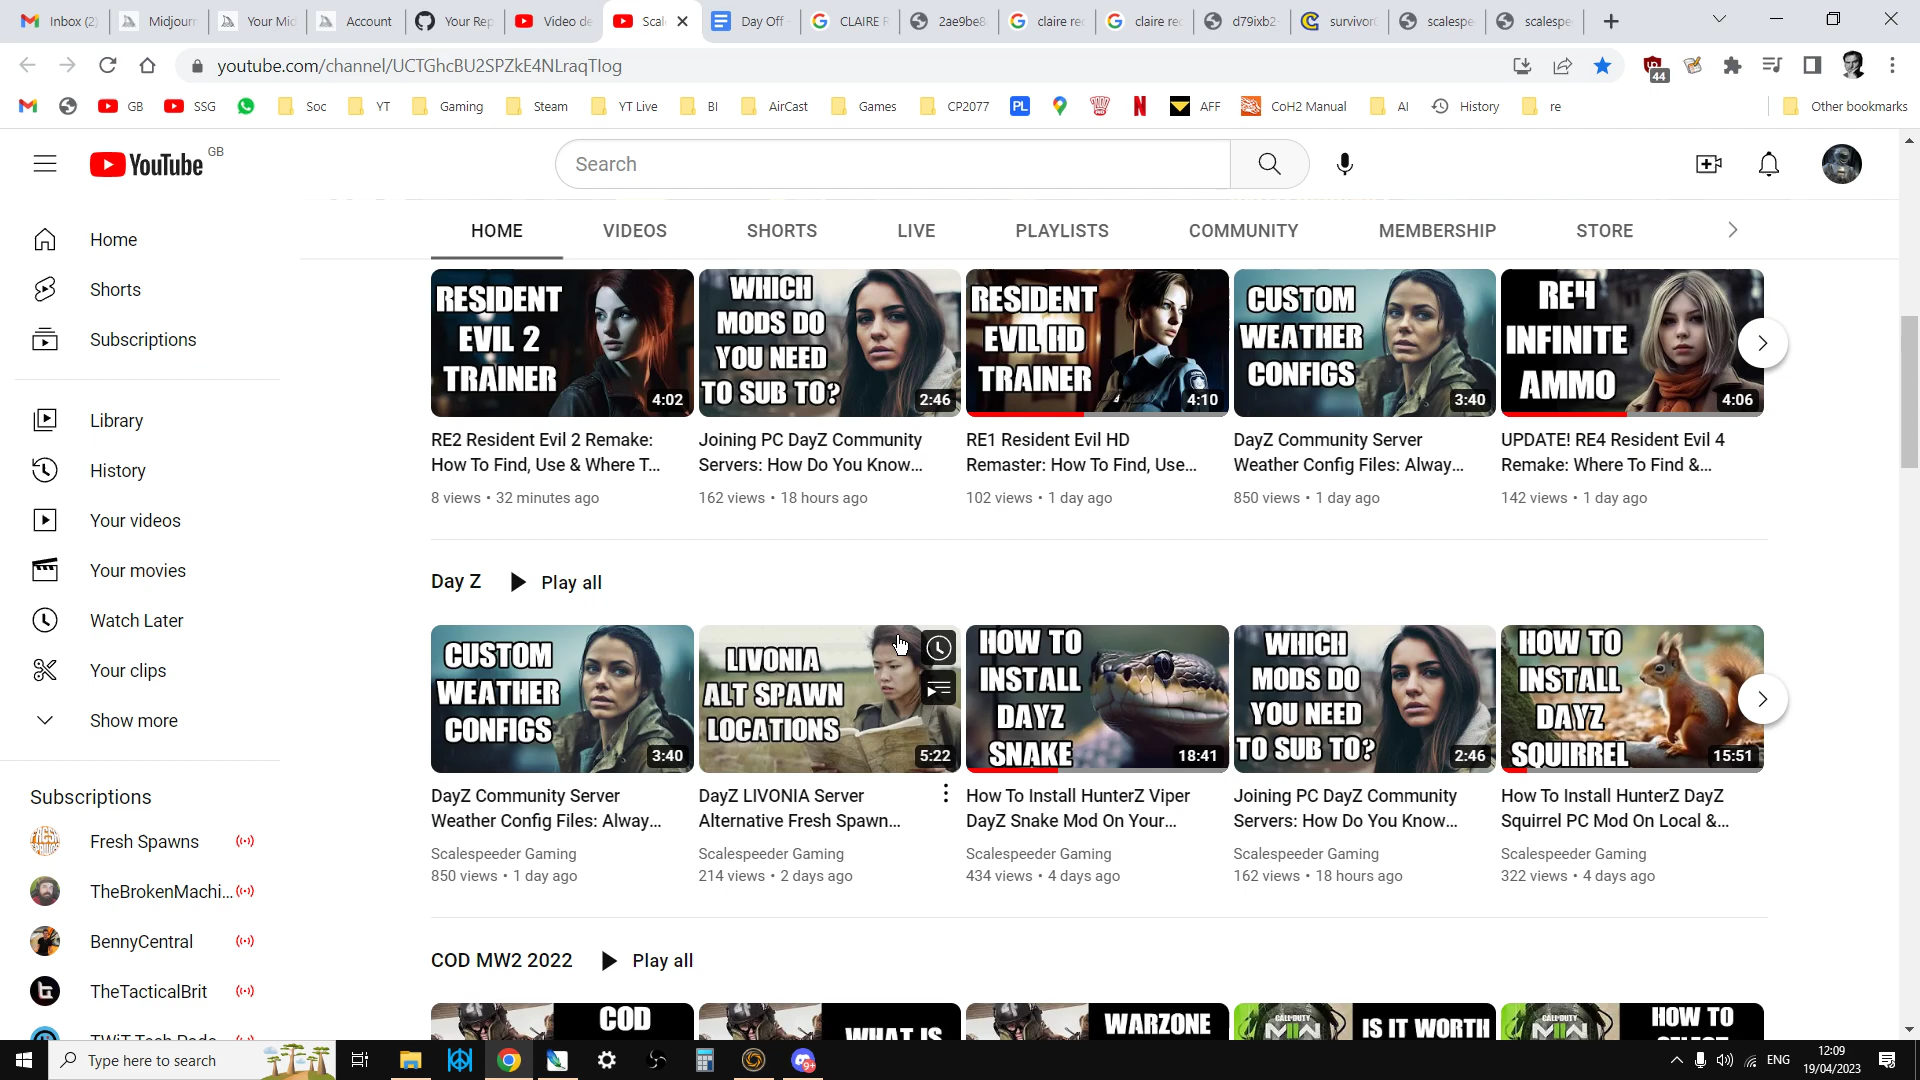 Inbox (2)
Midjourn
Your Mid
Account
Your Rep
Video de
Scal
Day Off -
CLAIRE R
2ae9be8
claire rec
claire rec
d79ixb2-
survivor
scalespe
scalespe
youtube.com/channel/UCTGhcBU2SPZkE4NLraqTlog
44
GB
SSG
Soc
YT
Gaming
Steam
YT Live
BI
AirCast
Games
CP2077
PL
AFF
CoH2 Manual
AI
History
re
Other bookmarks
YouTube GB
Search
Home
Shorts
Subscriptions
Library
History
Your videos
Your movies
Watch Later
Your clips
Show more
Subscriptions
Fresh Spawns
TheBrokenMachi...
BennyCentral
TheTacticalBrit
HOME
VIDEOS
SHORTS
LIVE
PLAYLISTS
COMMUNITY
MEMBERSHIP
STORE
RESIDENT
EVIL 2
TRAINER
4:02
RE2 Resident Evil 2 Remake:
How To Find, Use & Where T...
8 views • 32 minutes ago
WHICH
MODS DO
YOU NEED
TO SUB TO?
2:46
Joining PC DayZ Community
Servers: How Do You Know...
162 views • 18 hours ago
RESIDENT
EVIL HD
TRAINER
4:10
RE1 Resident Evil HD
Remaster: How To Find, Use...
102 views • 1 day ago
CUSTOM
WEATHER
CONFIGS
3:40
DayZ Community Server
Weather Config Files: Alway...
850 views • 1 day ago
RE4
INFINITE
AMMO
4:06
UPDATE! RE4 Resident Evil 4
Remake: Where To Find &...
142 views • 1 day ago
Day Z
Play all
CUSTOM
WEATHER
CONFIGS
3:40
DayZ Community Server
Weather Config Files: Alway...
Scalespeeder Gaming
850 views • 1 day ago
LIVONIA
ALT SPAWN
LOCATIONS
5:22
DayZ LIVONIA Server
Alternative Fresh Spawn...
Scalespeeder Gaming
214 views • 2 days ago
HOW TO
INSTALL
DAYZ
SNAKE
18:41
How To Install HunterZ Viper
DayZ Snake Mod On Your...
Scalespeeder Gaming
434 views • 4 days ago
WHICH
MODS DO
YOU NEED
TO SUB TO?
2:46
Joining PC DayZ Community
Servers: How Do You Know...
Scalespeeder Gaming
162 views • 18 hours ago
HOW TO
INSTALL
DAYZ
SQUIRREL
15:51
How To Install HunterZ DayZ
Squirrel PC Mod On Local &...
Scalespeeder Gaming
322 views • 4 days ago
COD MW2 2022
Play all
COD
WHAT IS
WARZONE
CALL·DUTY
MW
IS IT WORTH
CALL·DUTY
MW
HOW TO
Type here to search
9+
ENG
12:09
19/04/2023